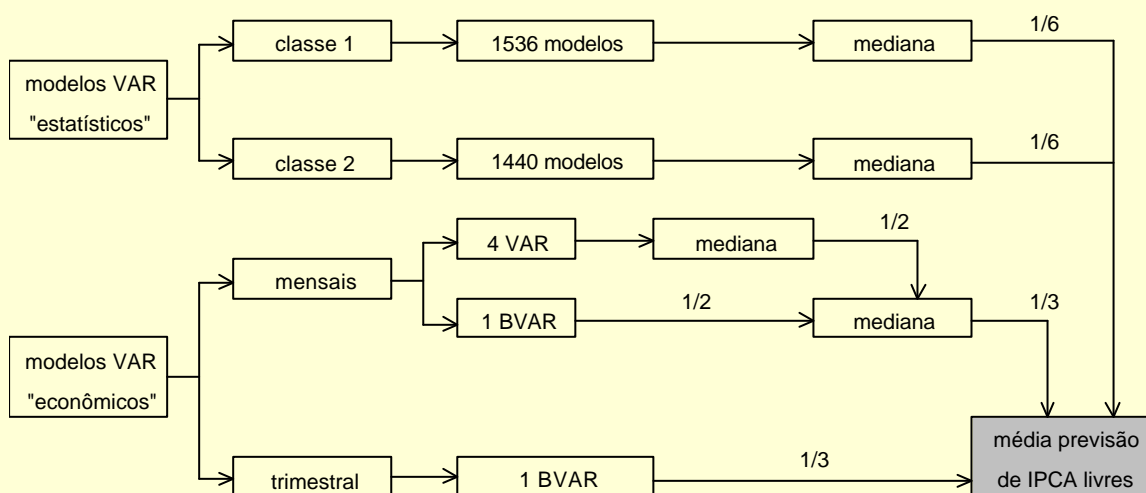 modelos VAR
"estatísticos"
classe 1
1536 modelos
mediana
1/6
classe 2
1440 modelos
mediana
1/6
modelos VAR
"econômicos"
mensais
4 VAR
mediana
1/2
1 BVAR
1/2
mediana
1/3
trimestral
1 BVAR
1/3
média previsão
de IPCA livres